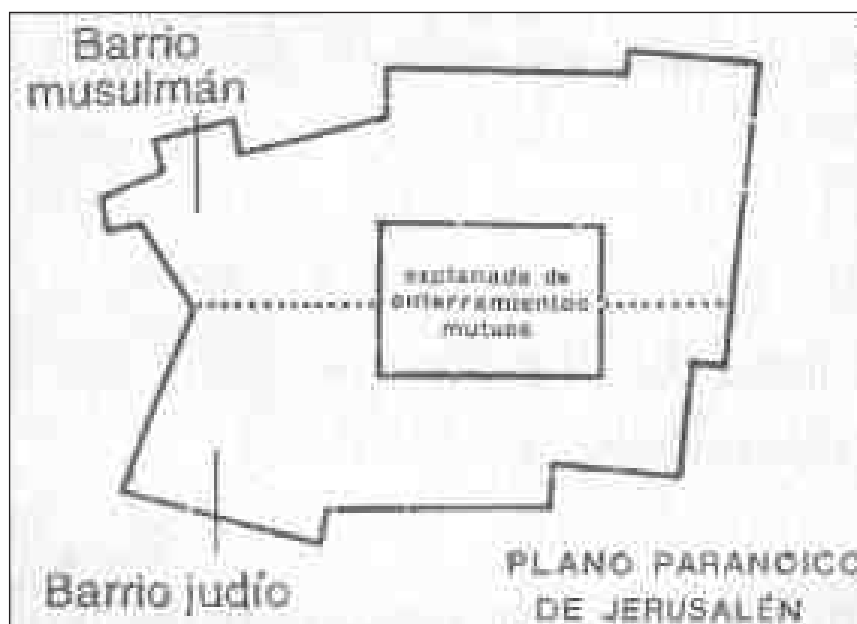 Barrio
musulmán
explanada de
enterramientos
mutuos
Barrio judío
PLANO PARANOICO
DE JERUSALÉN